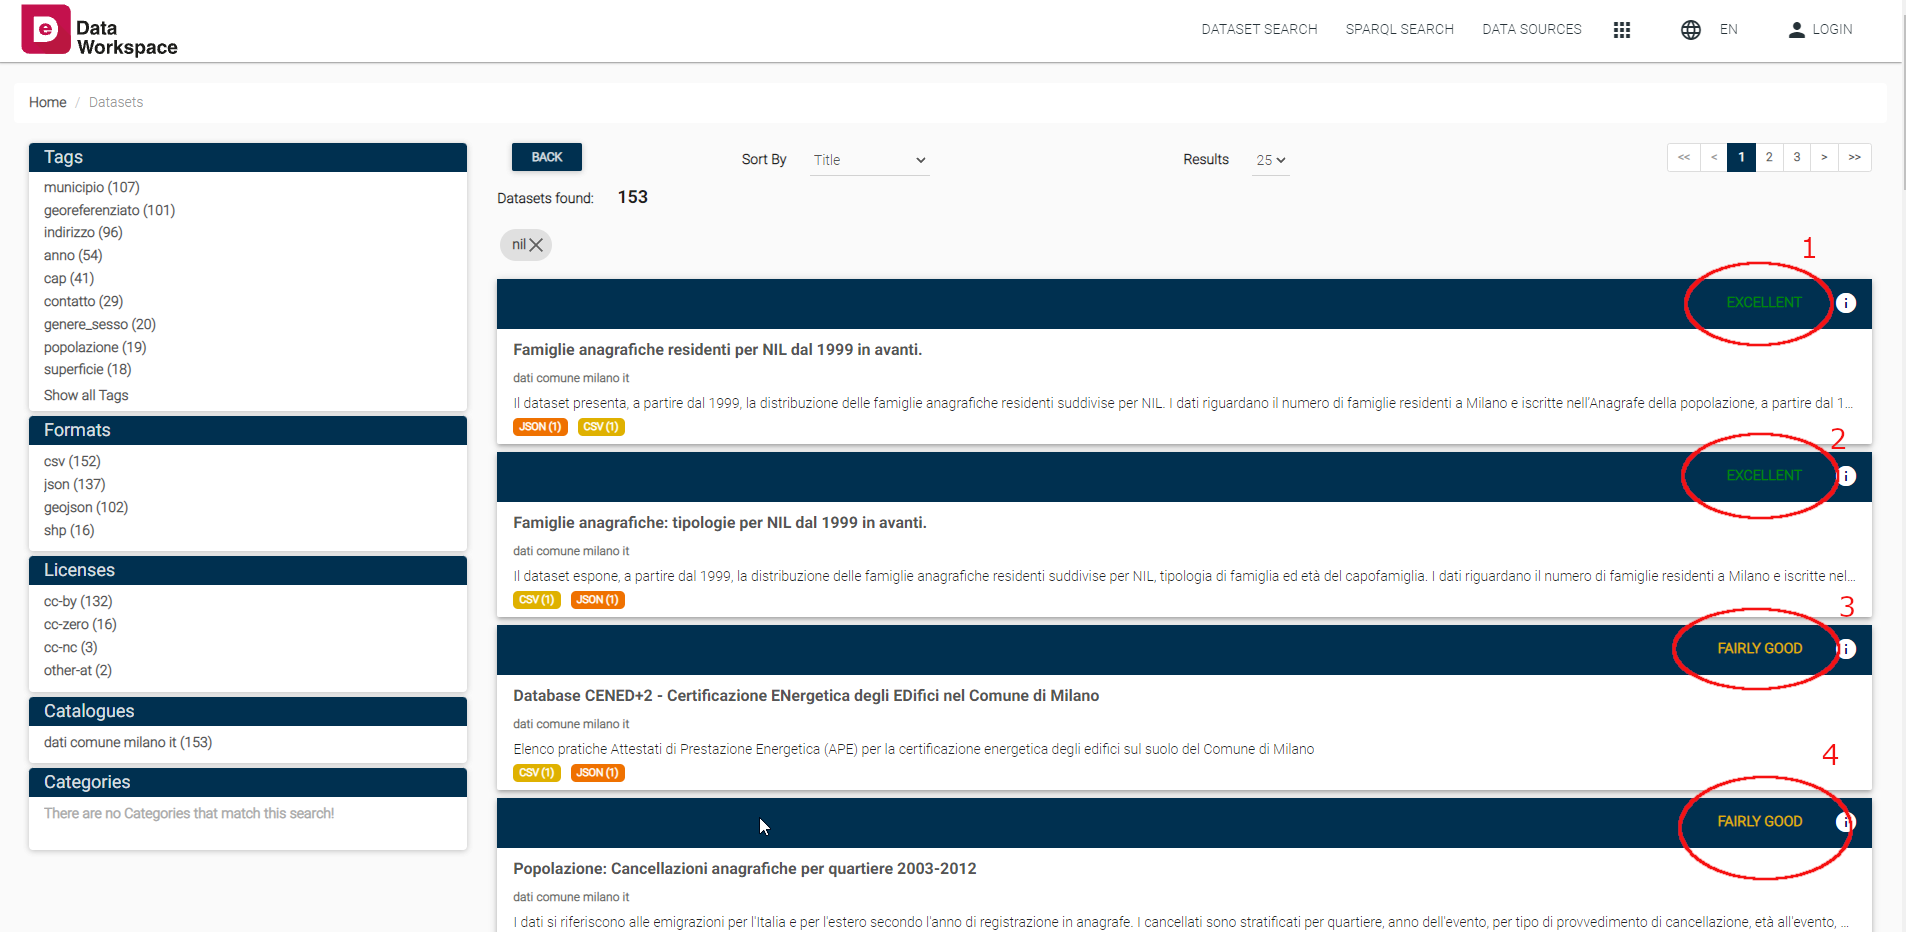 e Data
Workspace
DATASET SEARCH SPARQL SEARCH DATA SOURCES EN LOGIN
Home / Datasets
Tags
municipio (107)
georeferenziato (101)
indirizzo (96)
anno (54)
cap (41)
contatto (29)
genere_sesso (20)
popolazione (19)
superficie (18)
Show all Tags
Formats
csv (152)
json (137)
geojson (102)
shp (16)
Licenses
cc-by (132)
cc-zero (16)
cc-nc (3)
other-at (2)
Catalogues
dati comune milano it (153)
Categories
There are no Categories that match this search!
BACK Sort By Title Results 25 << < 1 2 3 > >>
Datasets found: 153
nil
1
EXCELLENT i
Famiglie anagrafiche residenti per NIL dal 1999 in avanti.
dati comune milano it
Il dataset presenta, a partire dal 1999, la distribuzione delle famiglie anagrafiche residenti suddivise per NIL. I dati riguardano il numero di famiglie residenti a Milano e iscritte nell'Anagrafe della popolazione, a partire dal 1...
JSON (1) CSV (1)
2
EXCELLENT i
Famiglie anagrafiche: tipologie per NIL dal 1999 in avanti.
dati comune milano it
Il dataset espone, a partire dal 1999, la distribuzione delle famiglie anagrafiche residenti suddivise per NIL, tipologia di famiglia ed età del capofamiglia. I dati riguardano il numero di famiglie residenti a Milano e iscritte nel...
CSV (1) JSON (1)
3
FAIRLY GOOD i
Database CENED+2 - Certificazione ENergetica degli EDifici nel Comune di Milano
dati comune milano it
Elenco pratiche Attestati di Prestazione Energetica (APE) per la certificazione energetica degli edifici sul suolo del Comune di Milano
CSV (1) JSON (1)
4
FAIRLY GOOD i
Popolazione: Cancellazioni anagrafiche per quartiere 2003-2012
dati comune milano it
I dati si riferiscono alle emigrazioni per l'Italia e per l'estero secondo l'anno di registrazione in anagrafe. I cancellati sono stratificati per quartiere, anno dell'evento, per tipo di provvedimento di cancellazione, età all'evento, ...